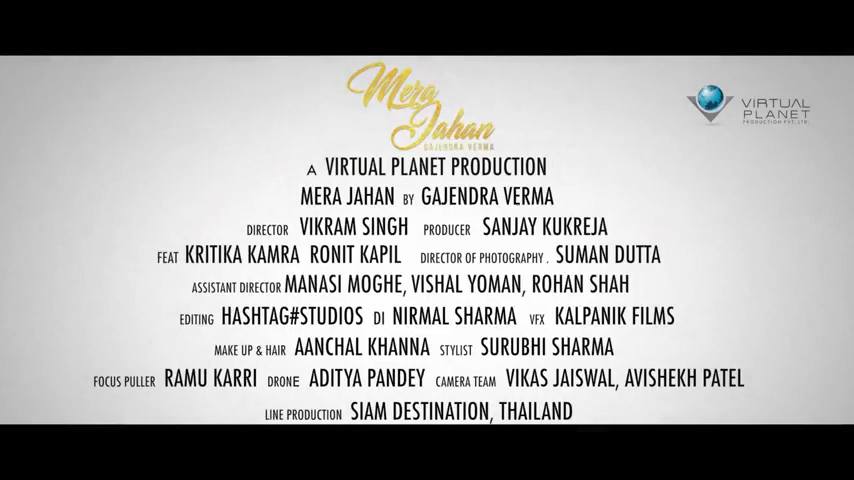 Mera
Jahan
GAJENDRA VERMA
VIRTUAL
PLANET
PRODUCTION PVT. LTD.
A VIRTUAL PLANET PRODUCTION
MERA JAHAN BY GAJENDRA VERMA
DIRECTOR VIKRAM SINGH PRODUCER SANJAY KUKREJA
FEAT KRITIKA KAMRA RONIT KAPIL DIRECTOR OF PHOTOGRAPHY . SUMAN DUTTA
ASSISTANT DIRECTOR MANASI MOGHE, VISHAL YOMAN, ROHAN SHAH
EDITING HASHTAG#STUDIOS DI NIRMAL SHARMA VFX KALPANIK FILMS
MAKE UP & HAIR AANCHAL KHANNA STYLIST SURUBHI SHARMA
FOCUS PULLER RAMU KARRI DRONE ADITYA PANDEY CAMERA TEAM VIKAS JAISWAL, AVISHEKH PATEL
LINE PRODUCTION SIAM DESTINATION, THAILAND